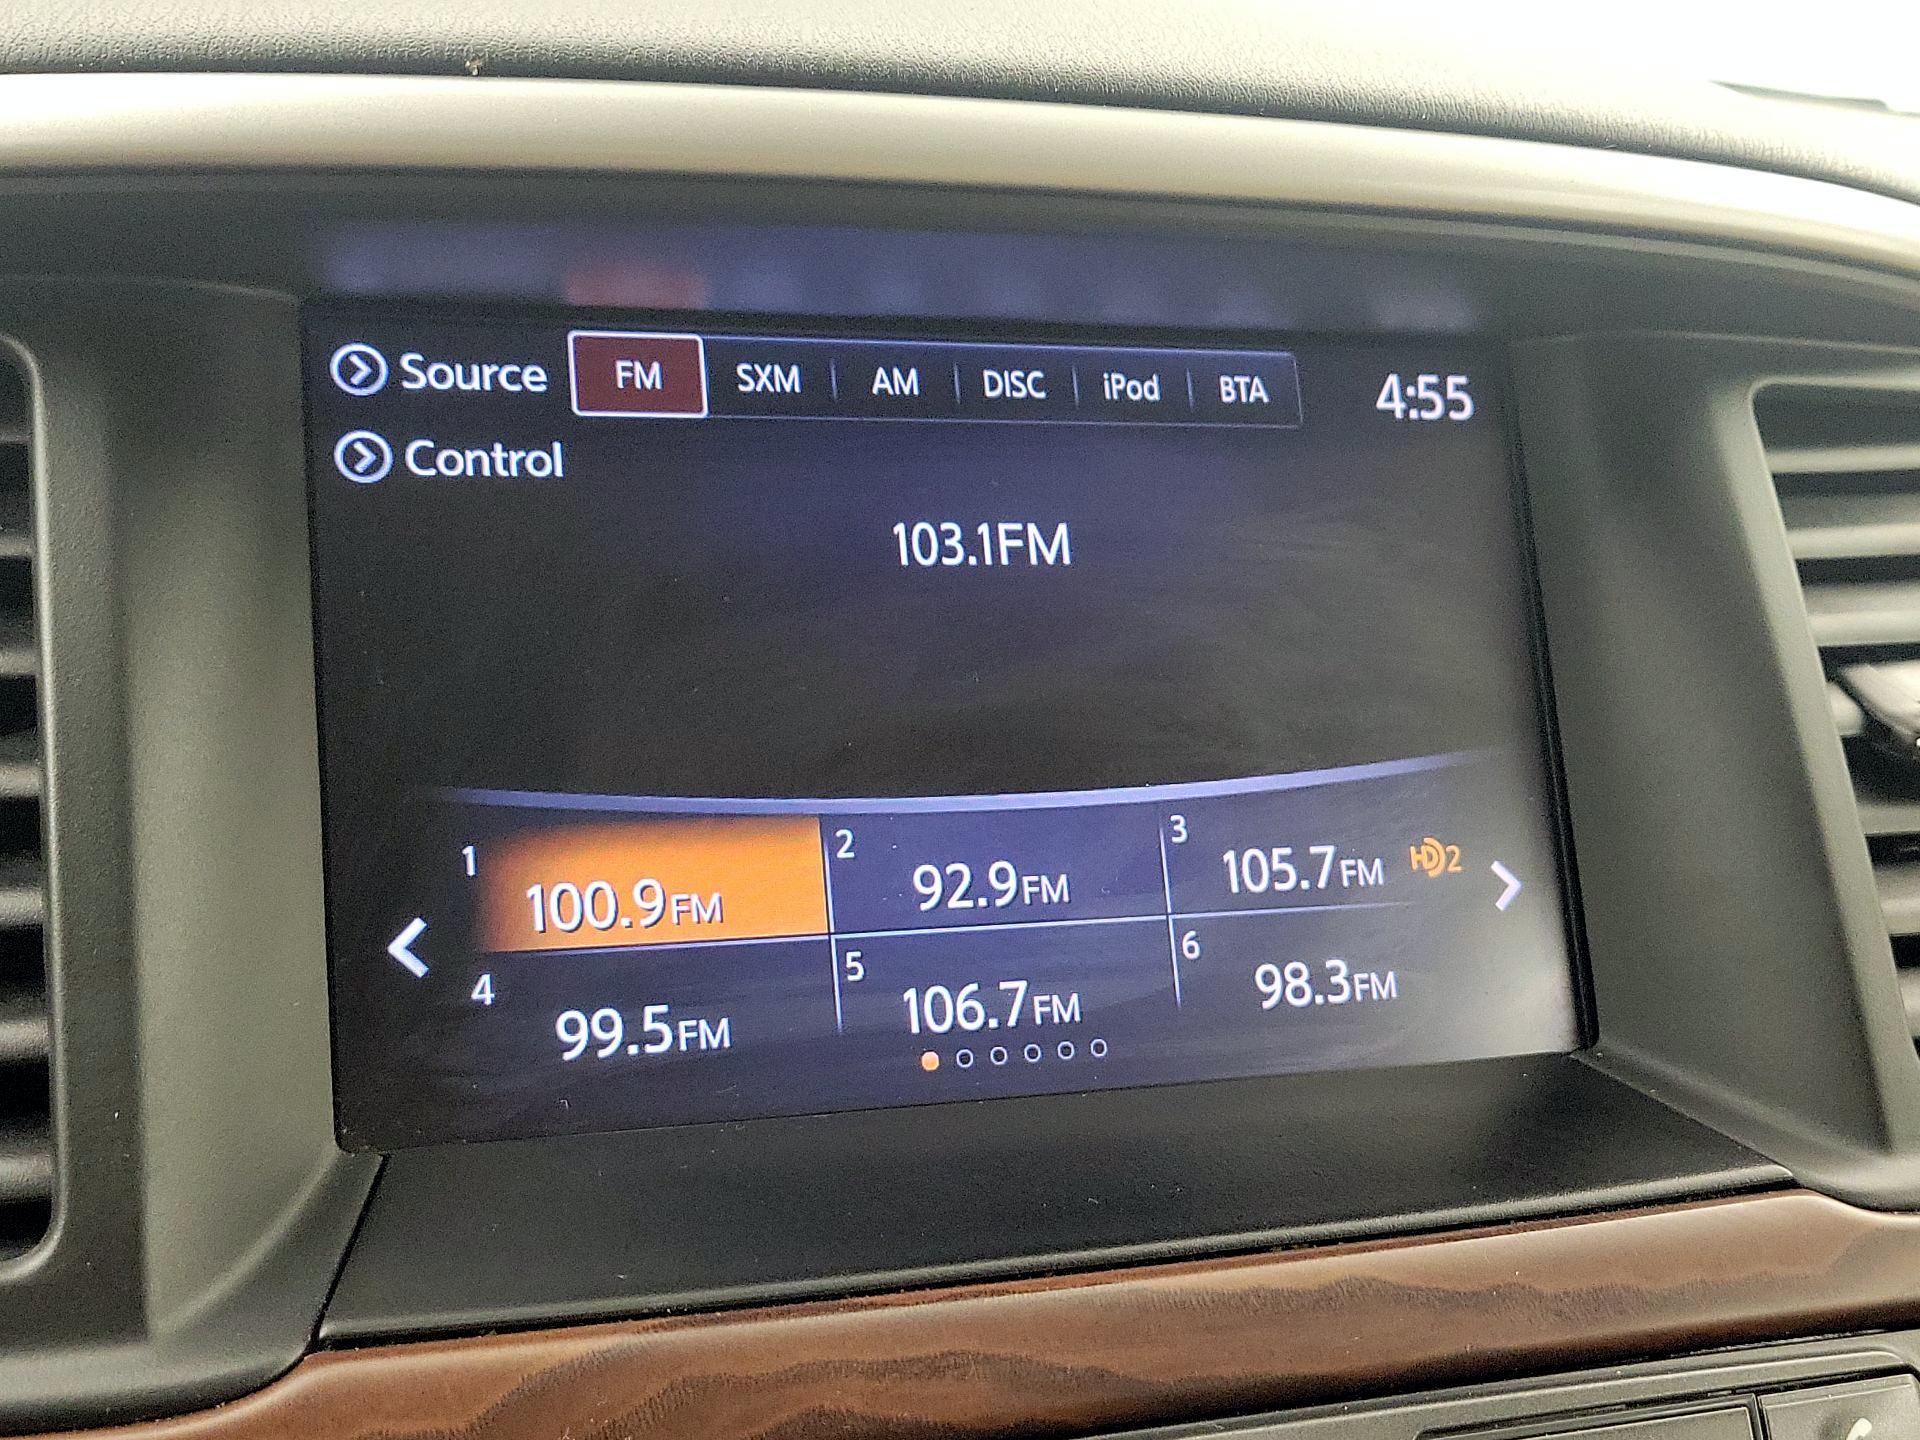 Source FM SXM AM DISC iPod BTA 4:55
Control
103.1FM
1 100.9FM 2 92.9FM 3 105.7FM HD2
4 99.5FM 5 106.7FM 6 98.3FM